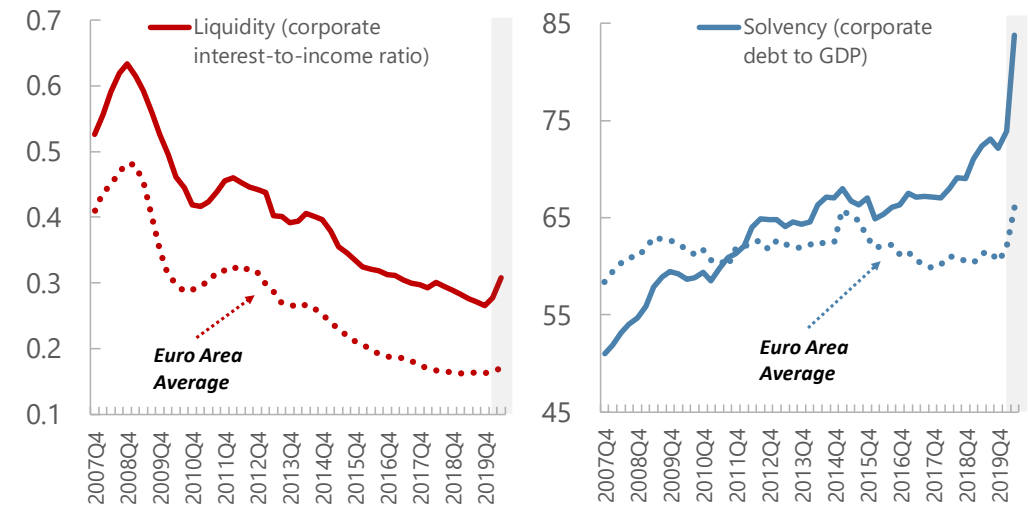 Liquidity (corporate
interest-to-income ratio)
0.7
0.6
0.5
0.4
0.3
0.2
0.1
Euro Area
Average
2007Q4
2008Q4
2009Q4
2010Q4
2011Q4
2012Q4
2013Q4
2014Q4
2015Q4
2016Q4
2017Q4
2018Q4
2019Q4
Solvency (corporate
debt to GDP)
85
75
65
55
45
Euro Area
Average
2007Q4
2008Q4
2009Q4
2010Q4
2011Q4
2012Q4
2013Q4
2014Q4
2015Q4
2016Q4
2017Q4
2018Q4
2019Q4